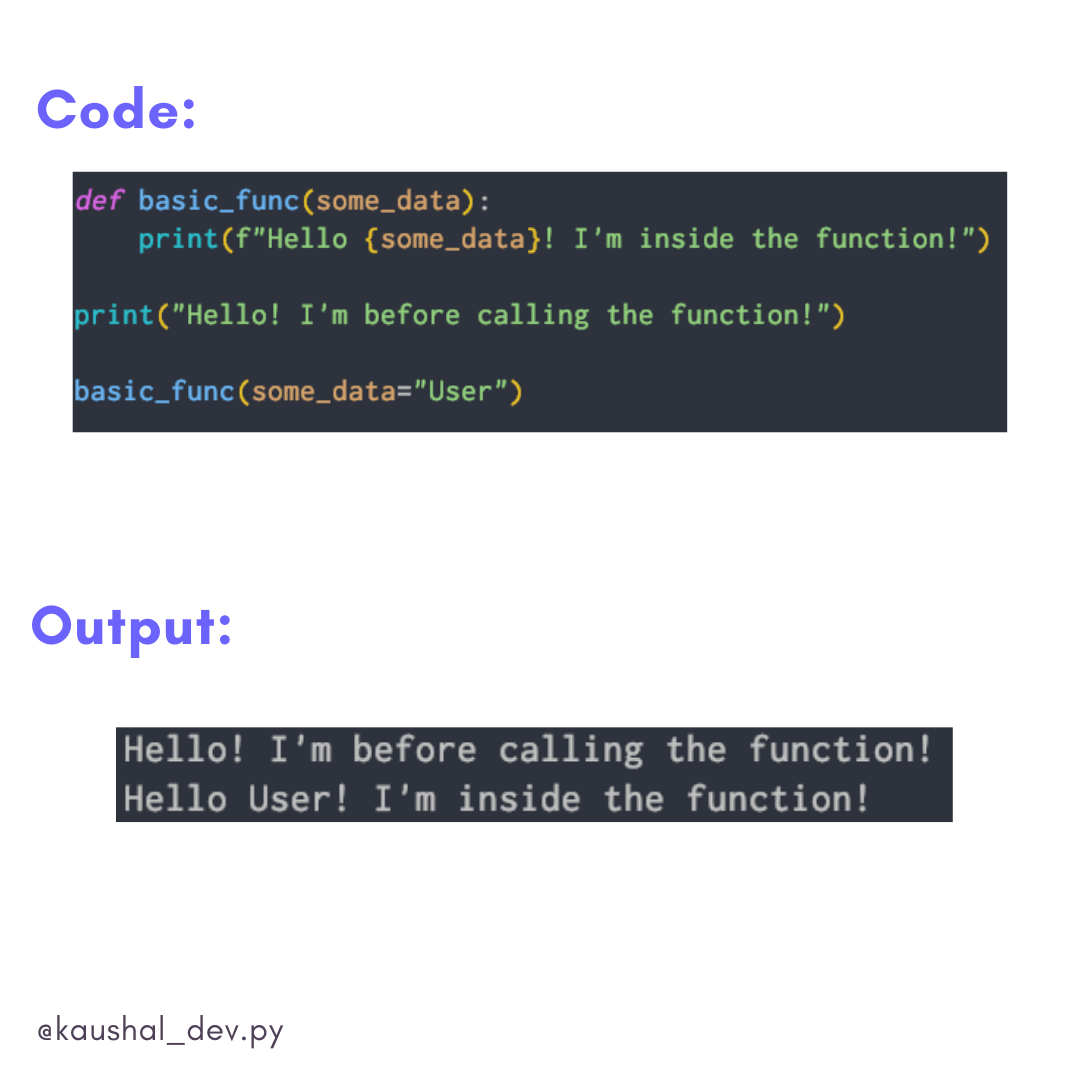 Code:
def basic_func(some_data):
    print(f"Hello {some_data}! I'm inside the function!")
print("Hello! I'm before calling the function!")
basic_func(some_data="User")
Output:
Hello! I'm before calling the function!
Hello User! I'm inside the function!
@kaushal_dev.py